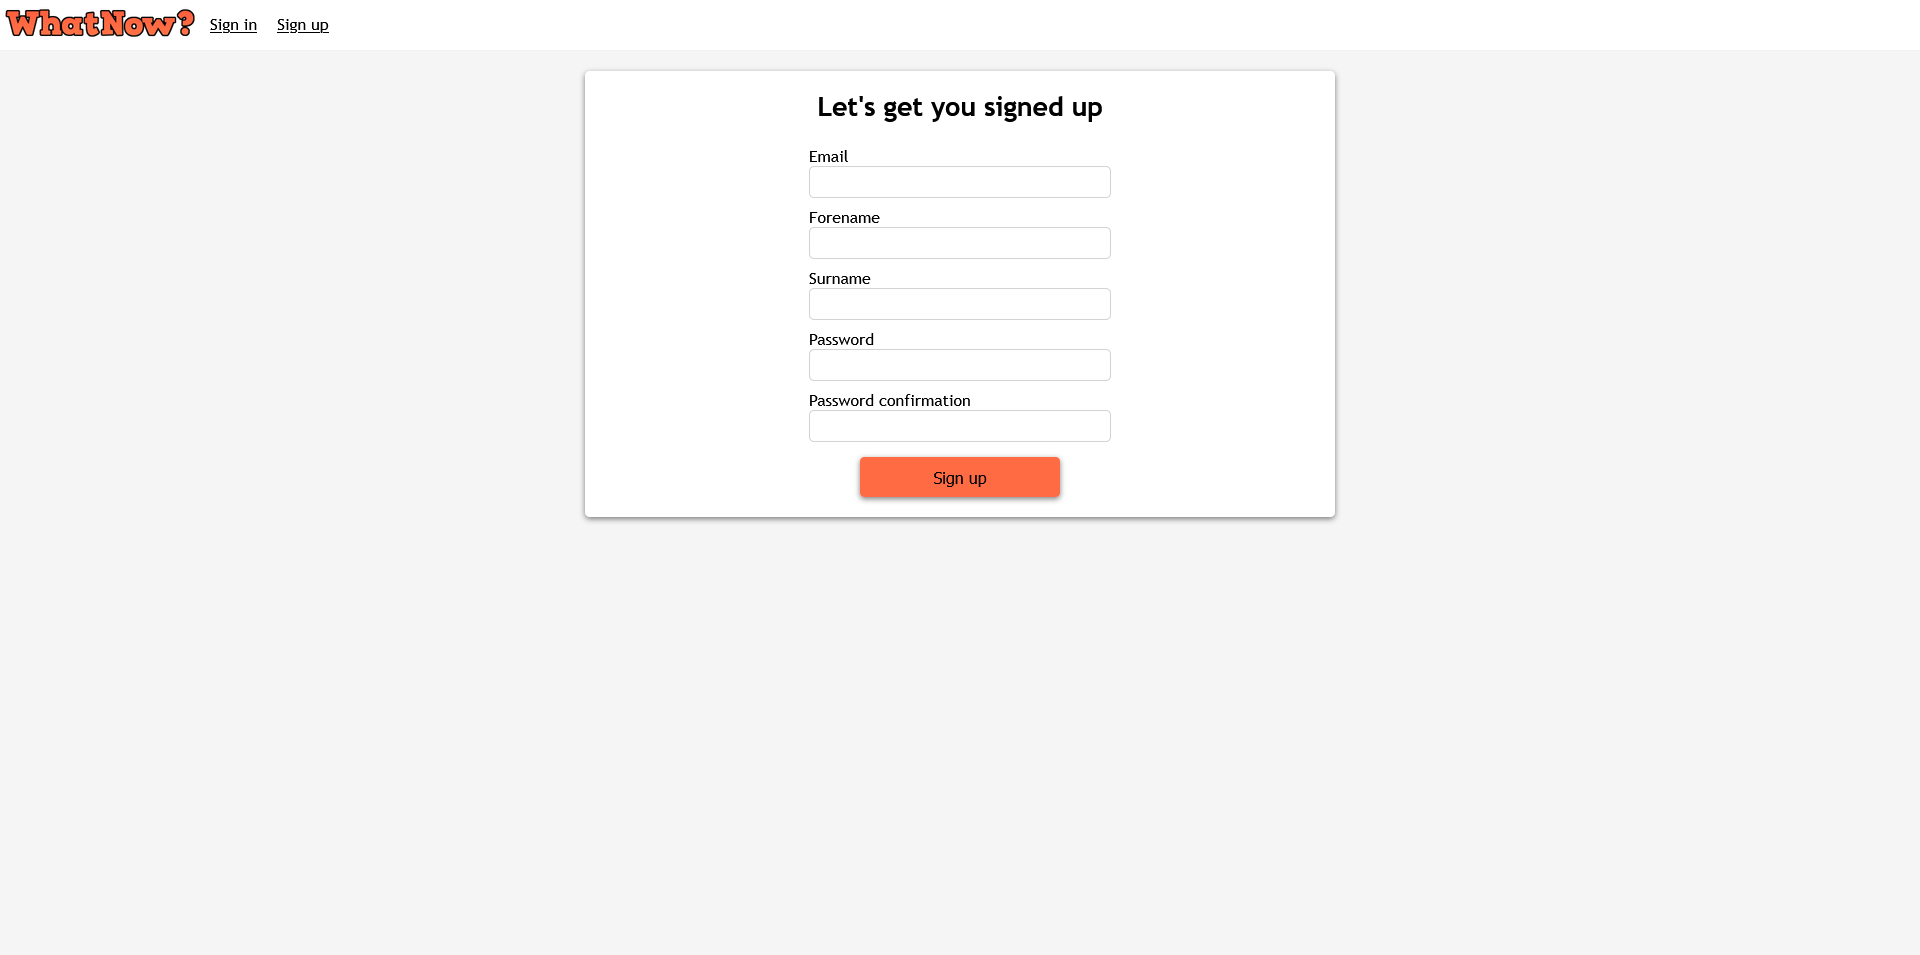 WhatNow? Sign in Sign up
Let's get you signed up
Email
Forename
Surname
Password
Password confirmation
Sign up